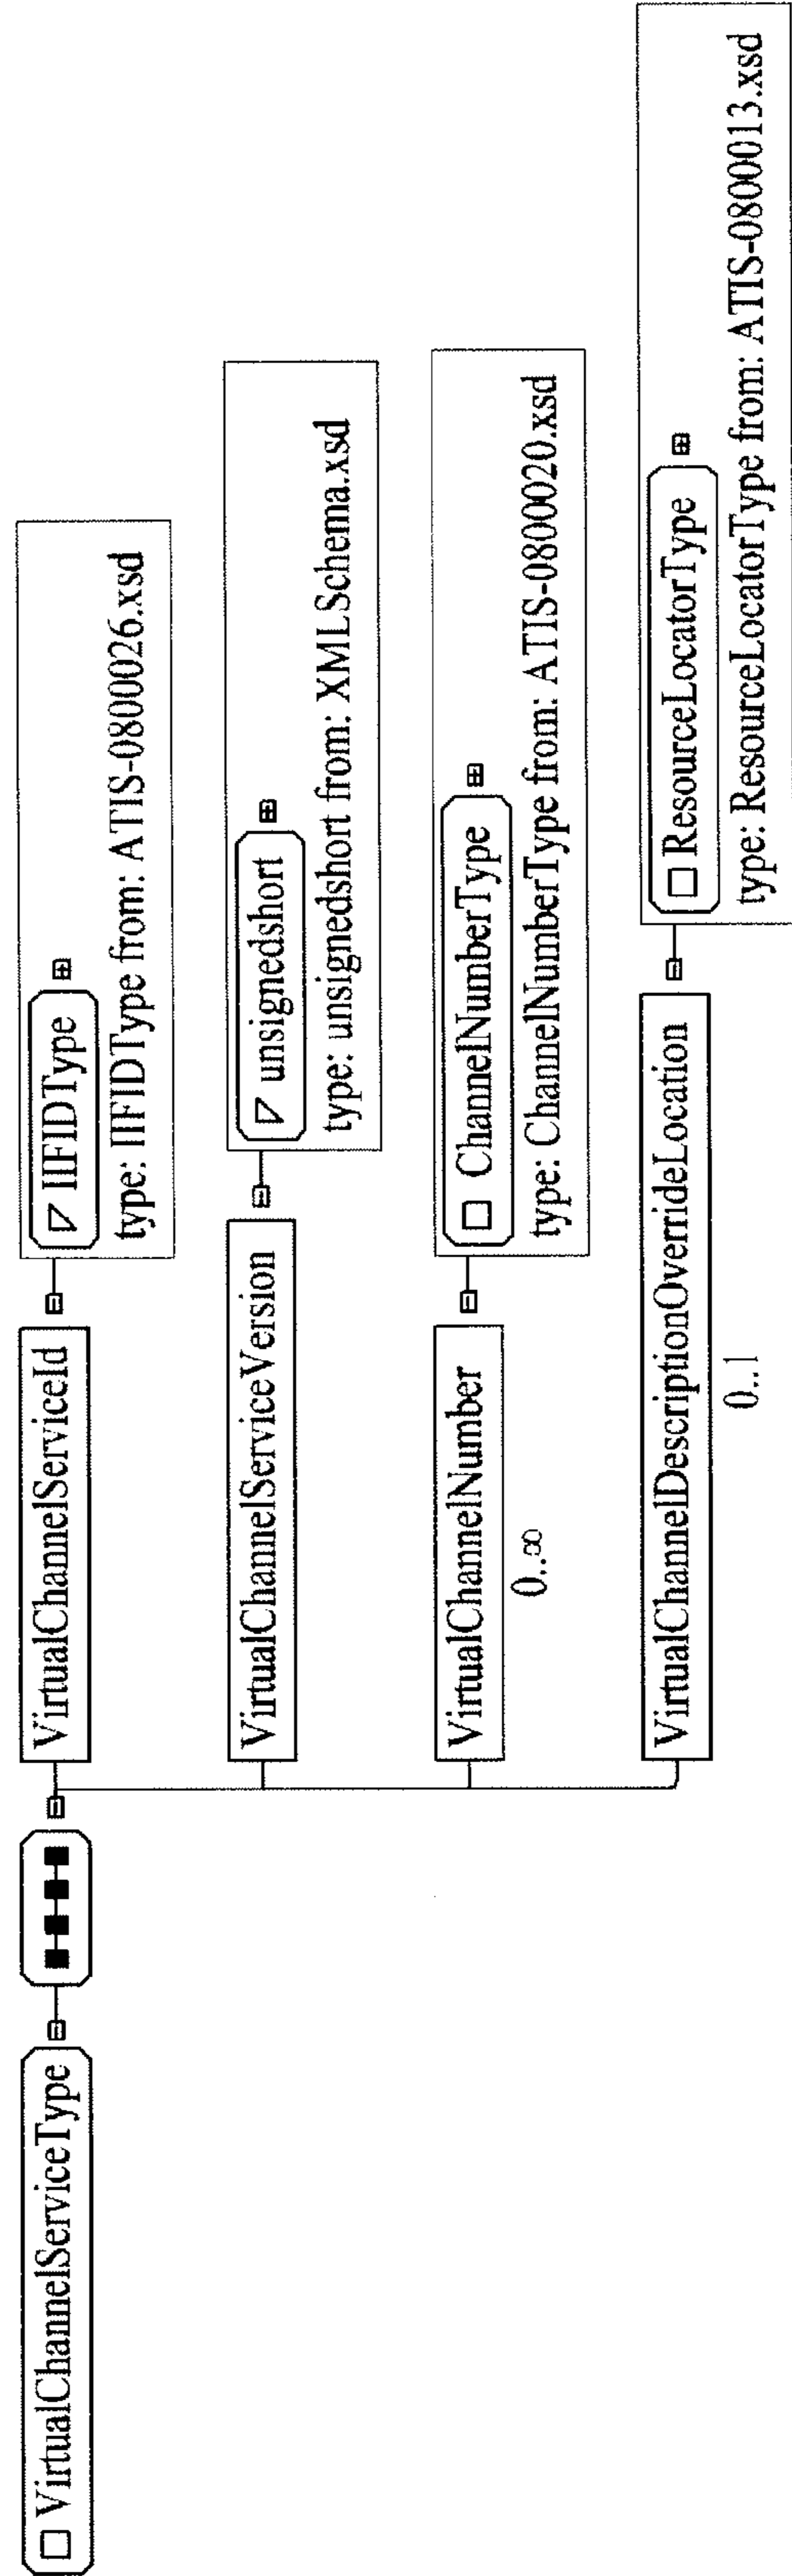 VirtualChannelServiceType
VirtualChannelServiceId
IIFIDType
type: IIFIDType from: ATIS-0800026.xsd
VirtualChannelServiceVersion
unsignedshort
type: unsignedshort from: XMLSchema.xsd
VirtualChannelNumber
0..∞
ChannelNumberType
type: ChannelNumberType from: ATIS-0800020.xsd
VirtualChannelDescriptionOverrideLocation
0..1
ResourceLocatorType
type: ResourceLocatorType from: ATIS-0800013.xsd